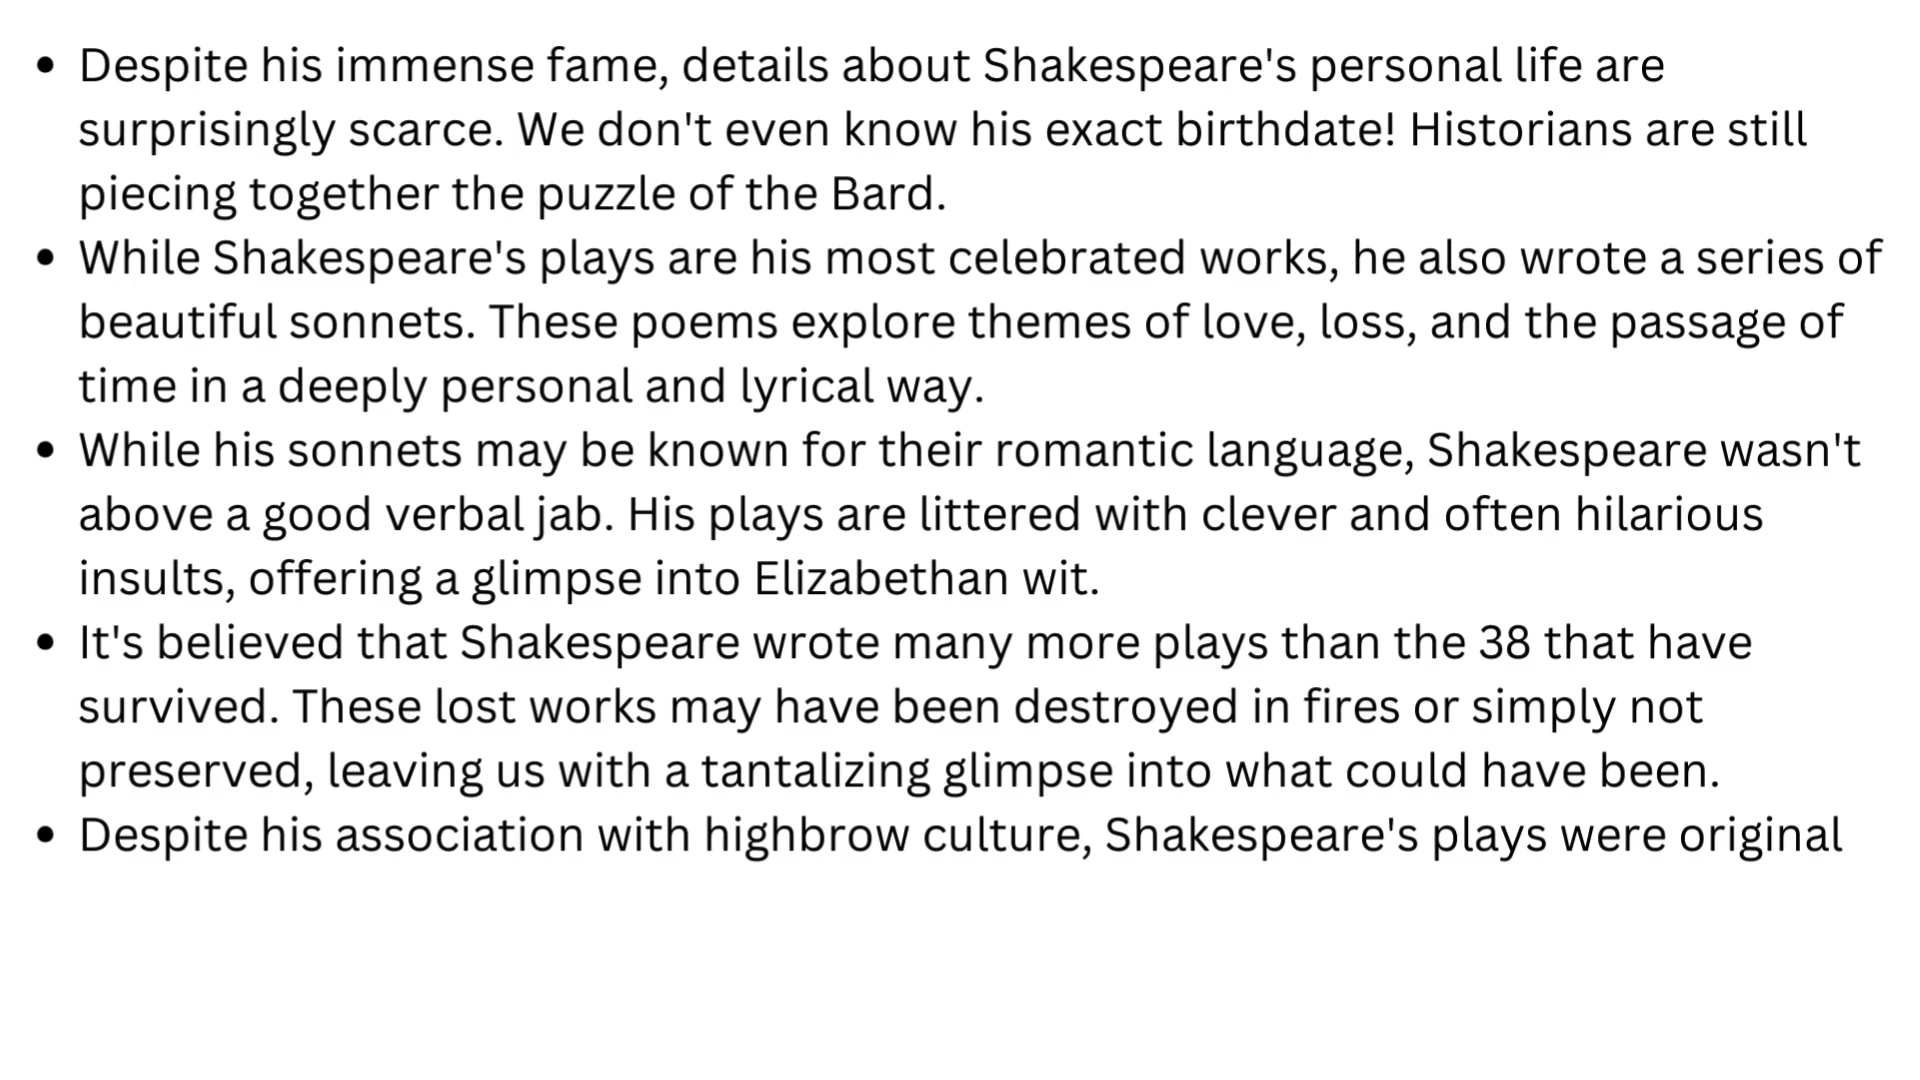 • Despite his immense fame, details about Shakespeare's personal life are
surprisingly scarce. We don't even know his exact birthdate! Historians are still
piecing together the puzzle of the Bard.
• While Shakespeare's plays are his most celebrated works, he also wrote a series of
beautiful sonnets. These poems explore themes of love, loss, and the passage of
time in a deeply personal and lyrical way.
• While his sonnets may be known for their romantic language, Shakespeare wasn't
above a good verbal jab. His plays are littered with clever and often hilarious
insults, offering a glimpse into Elizabethan wit.
• It's believed that Shakespeare wrote many more plays than the 38 that have
survived. These lost works may have been destroyed in fires or simply not
preserved, leaving us with a tantalizing glimpse into what could have been.
• Despite his association with highbrow culture, Shakespeare's plays were original